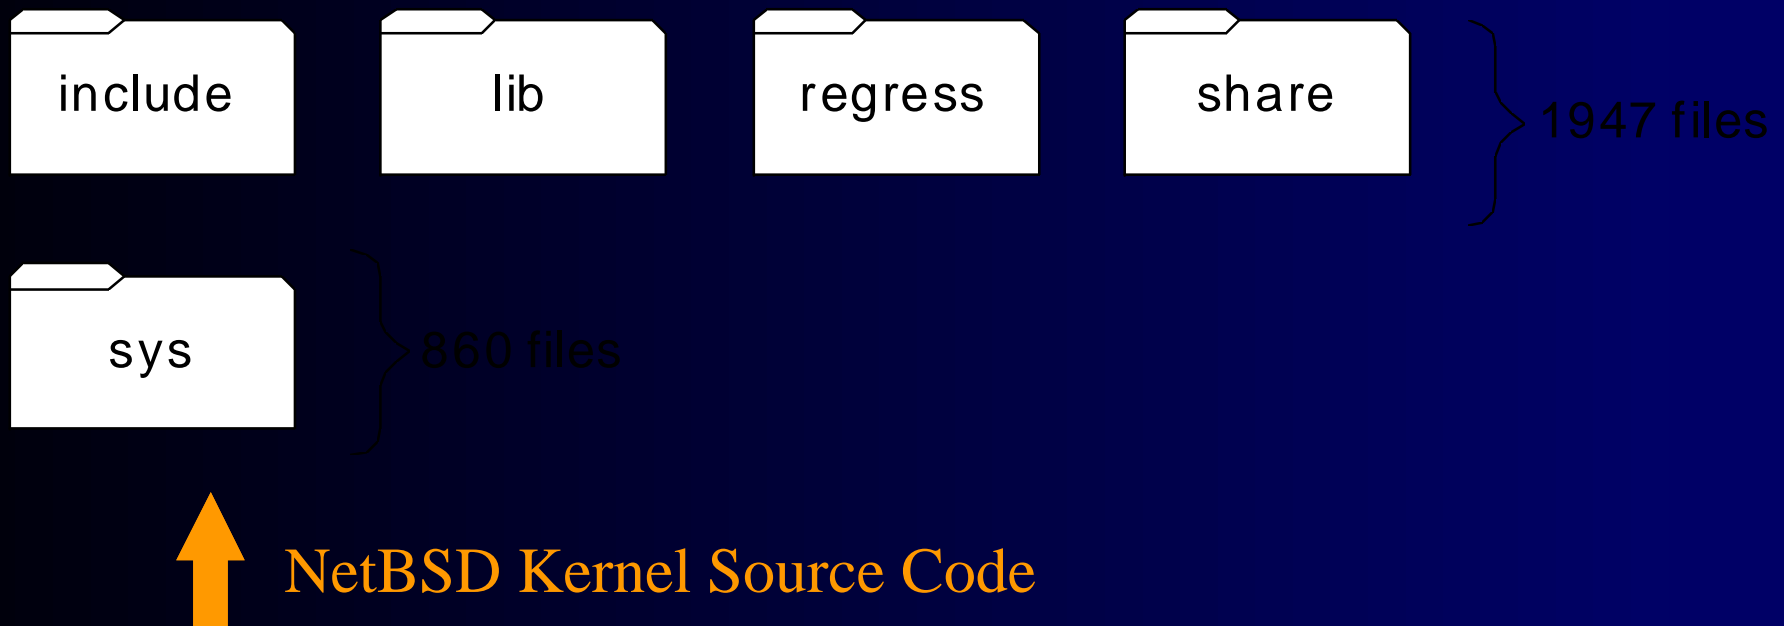 include lib regress share 1947 files
sys 860 files
NetBSD Kernel Source Code